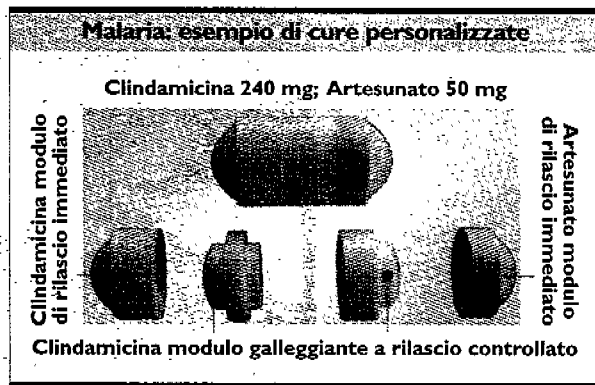 Malaria: esempio di cure personalizzate
Clindamicina 240 mg; Artesunato 50 mg
Clindamicina modulo
di rilascio immediato
Artesunato modulo
di rilascio immediato
Clindamicina modulo galleggiante a rilascio controllato